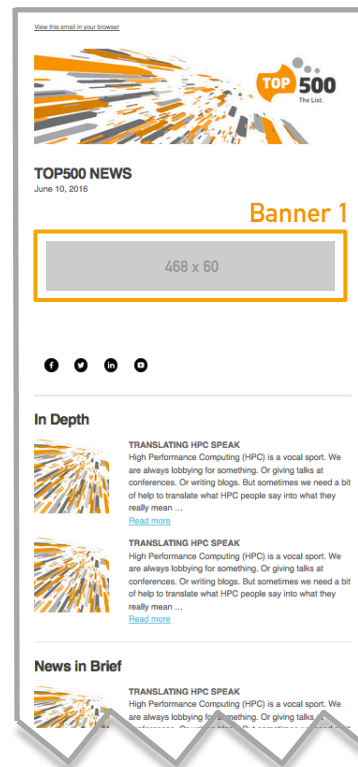 View this email in your browser
TOP 500
The List.
TOP500 NEWS
June 10, 2016
Banner 1
468 x 60
In Depth
TRANSLATING HPC SPEAK
High Performance Computing (HPC) is a vocal sport. We
are always lobbying for something. Or giving talks at
conferences. Or writing blogs. But sometimes we need a bit
of help to translate what HPC people say into what they
really mean …
Read more
TRANSLATING HPC SPEAK
High Performance Computing (HPC) is a vocal sport. We
are always lobbying for something. Or giving talks at
conferences. Or writing blogs. But sometimes we need a bit
of help to translate what HPC people say into what they
really mean …
Read more
News in Brief
TRANSLATING HPC SPEAK
High Performance Computing (HPC) is a vocal sport. We
are always lobbying for something. Or giving talks